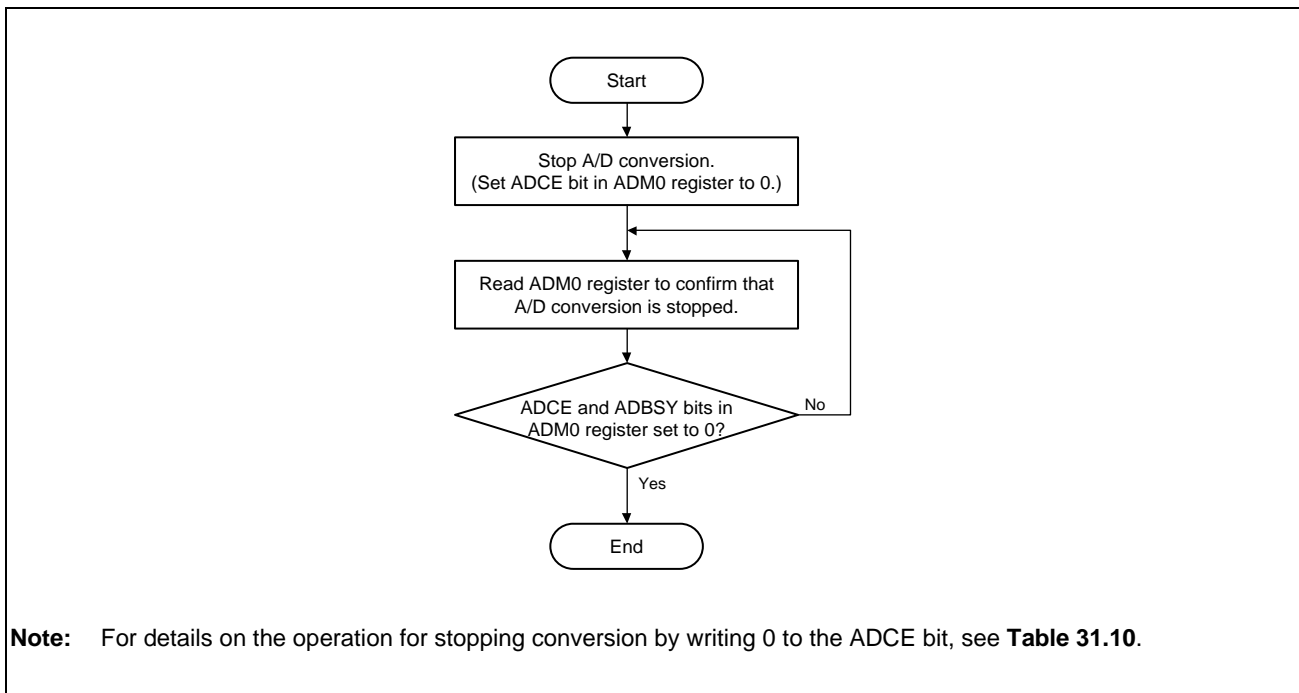 Start
Stop A/D conversion.
(Set ADCE bit in ADM0 register to 0.)
Read ADM0 register to confirm that
A/D conversion is stopped.
ADCE and ADBSY bits in
ADM0 register set to 0?
No
Yes
End
Note: For details on the operation for stopping conversion by writing 0 to the ADCE bit, see Table 31.10.